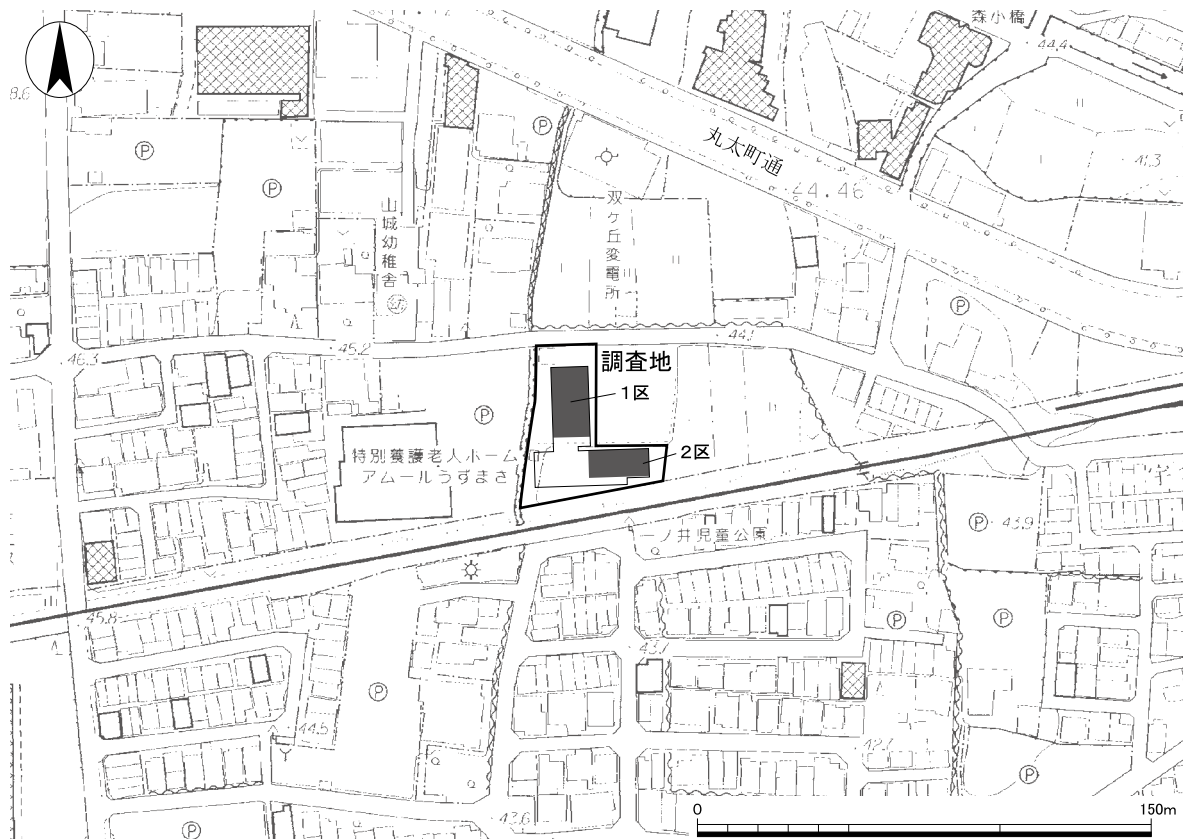 森小橋
44.4
8.6
丸太町通
41.3
44.46
山城幼稚舎
双ケ丘変電所
44.1
45.2
46.3
調査地
1区
2区
特別養護老人ホーム
アムールうずまさ
一ノ井児童公園
43.9
45.8
43.1
44.5
42.7
43.6
P
P
P
P
P
P
P
P
P
P
P
0
150m